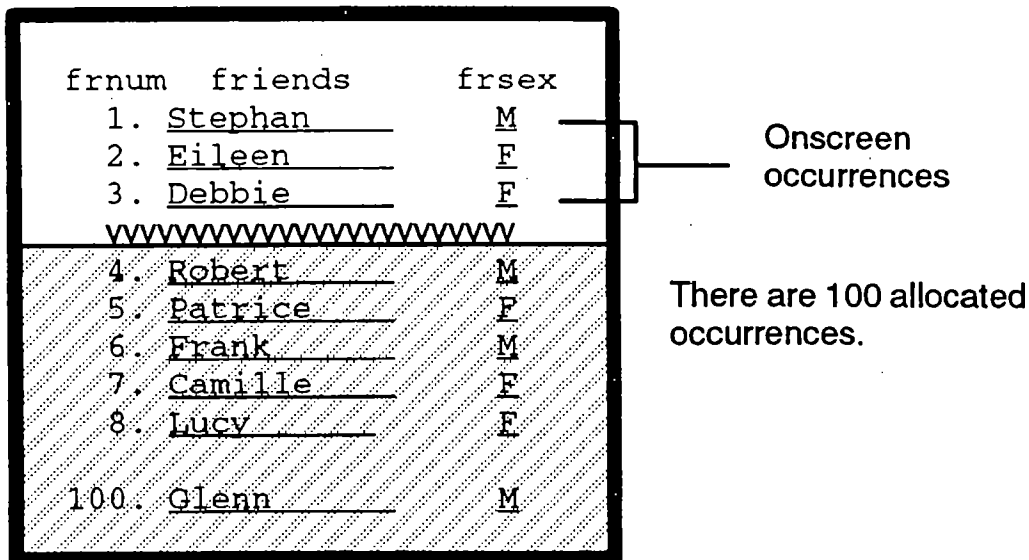 frnum friends frsex
1. Stephan M
2. Eileen F
3. Debbie F
VVVVVVVVVVVVVVVVVVVVVVV
4. Robert M
5. Patrice F
6. Frank M
7. Camille F
8. Lucy F
100. Glenn M
Onscreen
occurrences
There are 100 allocated
occurrences.